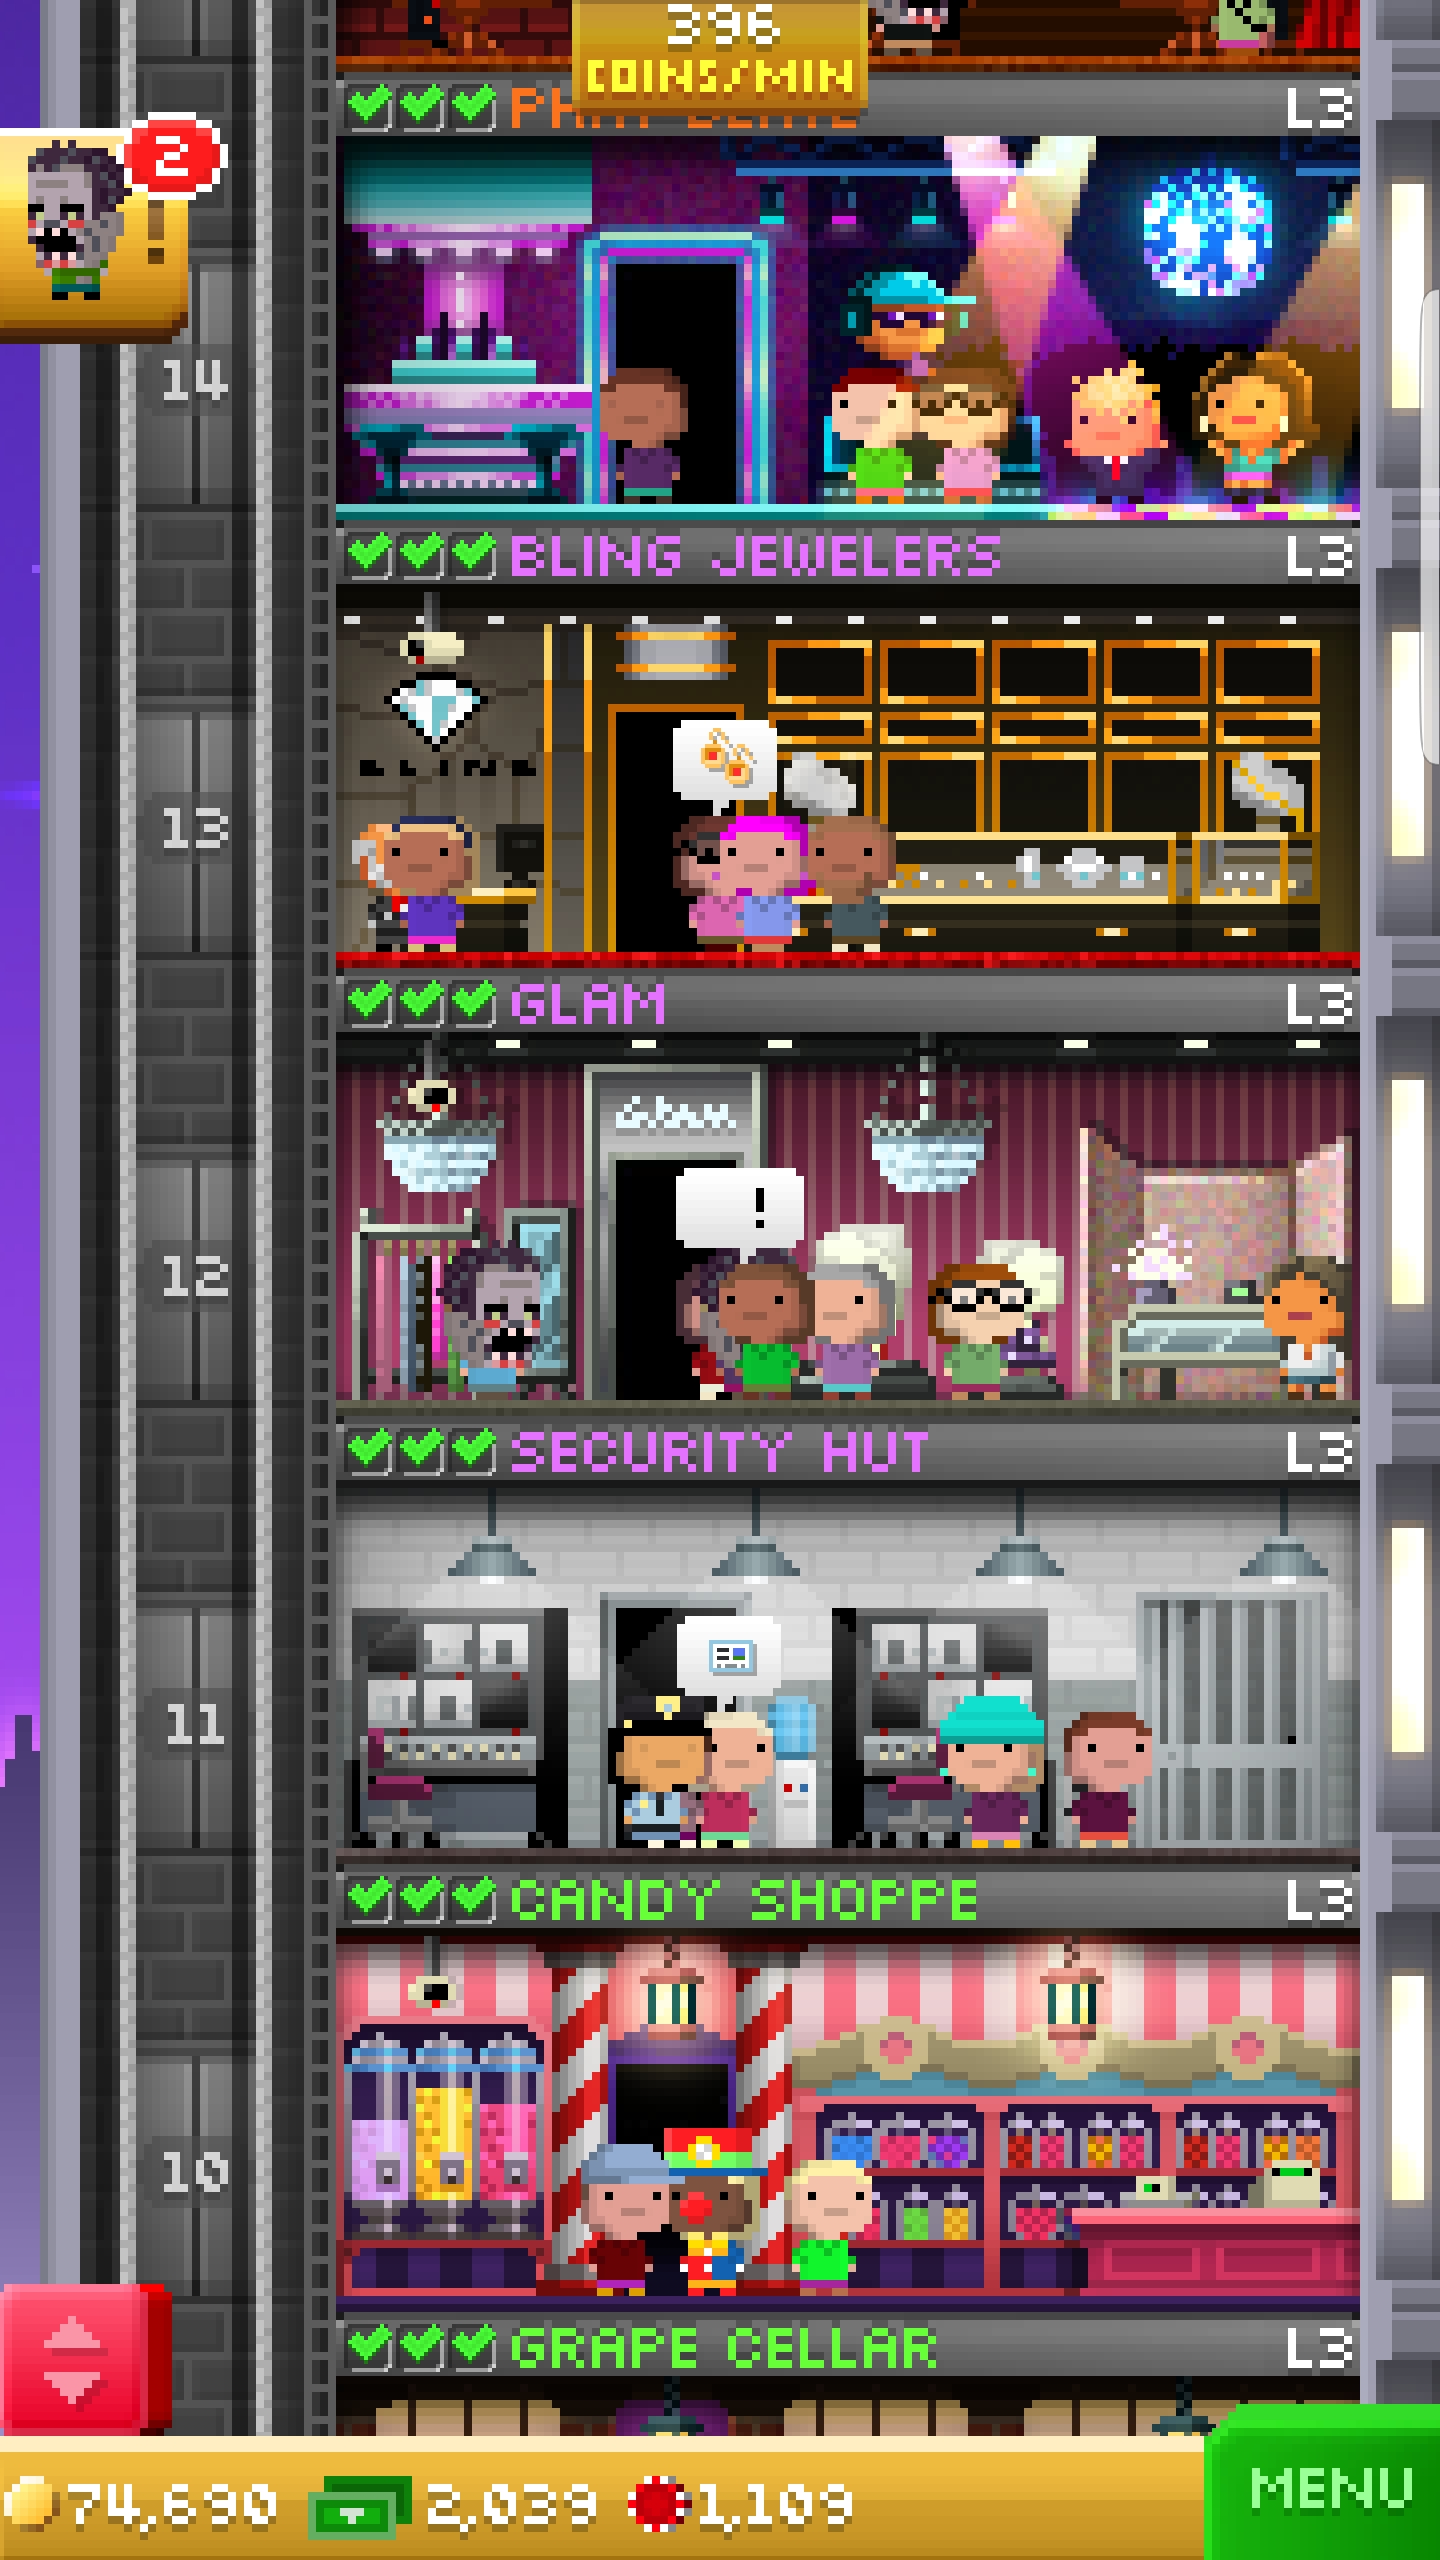 396
COINS/MIN
L3
2
!
14
BLING JEWELERS L3
BLING
13
GLAM L3
Glam
!
12
SECURITY HUT L3
11
CANDY SHOPPE L3
10
GRAPE CELLAR L3
74,690 2,039 1,109
MENU